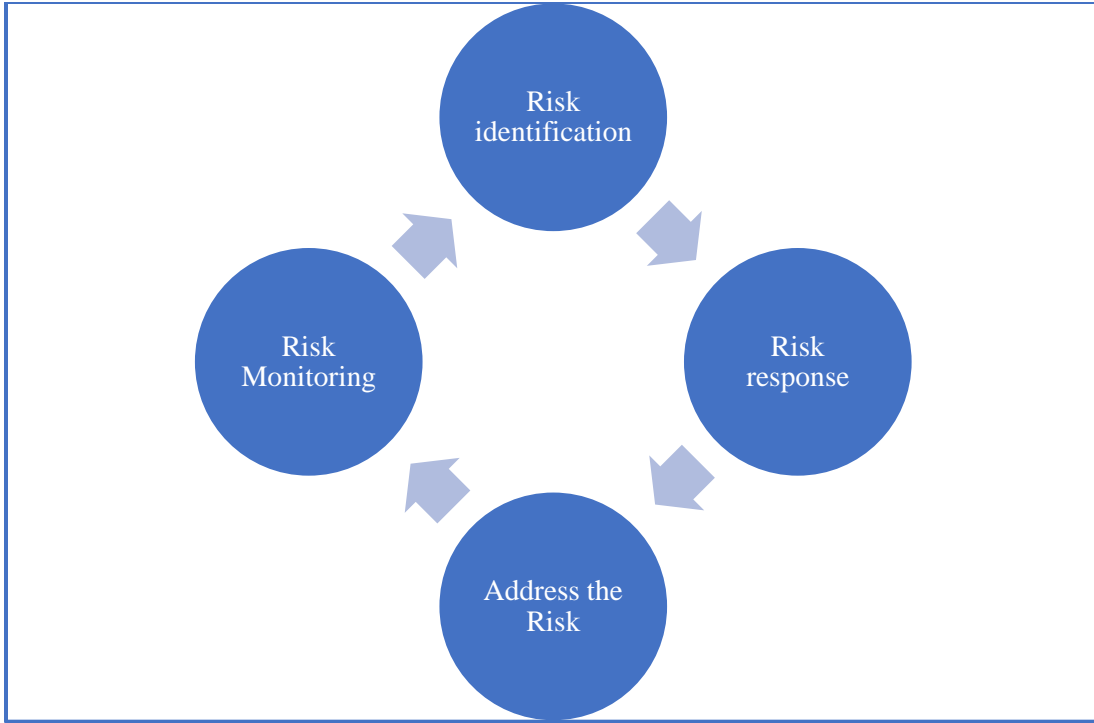 Risk
identification
Risk
response
Address the
Risk
Risk
Monitoring